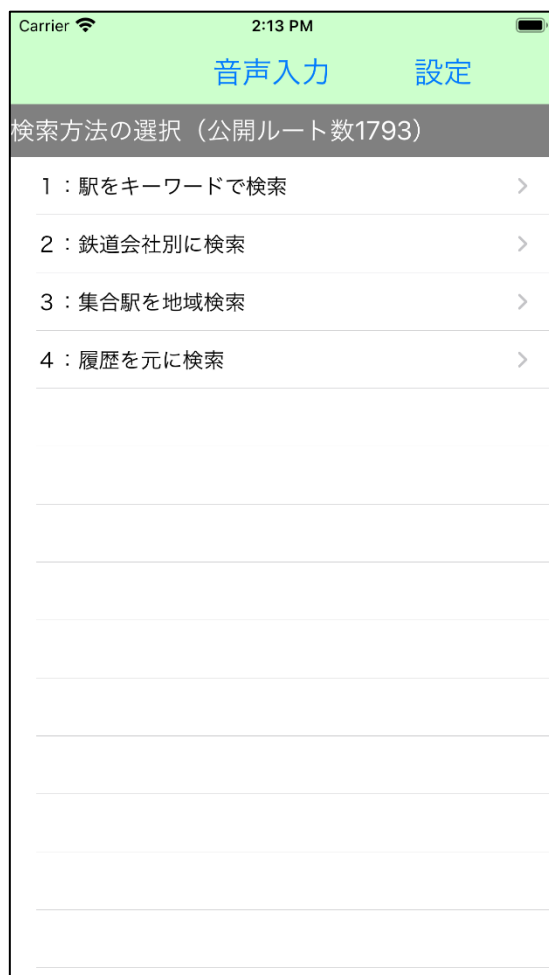 Carrier 2:13 PM
音声入力 設定
検索方法の選択（公開ルート数1793）
１：駅をキーワードで検索
２：鉄道会社別に検索
３：集合駅を地域検索
４：履歴を元に検索